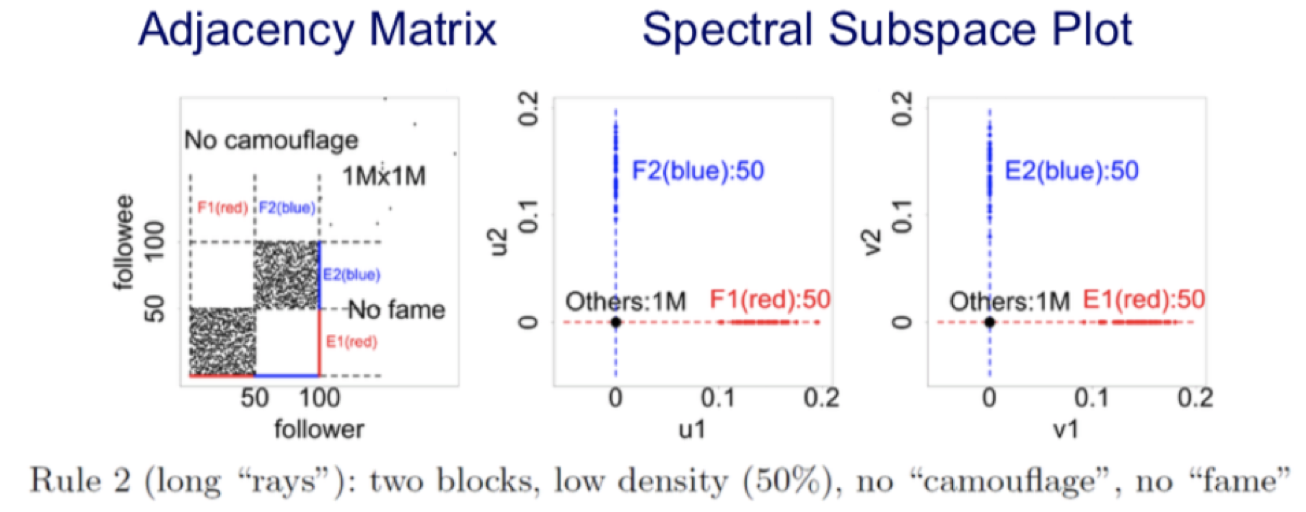 Adjacency Matrix
Spectral Subspace Plot
No camouflage
1Mx1M
F1(red)
F2(blue)
E2(blue)
No fame
E1(red)
followee
100
50
50
100
follower
0.2
0.1
0
u2
F2(blue):50
Others:1M
F1(red):50
0
0.1
0.2
u1
0.2
0.1
0
v2
E2(blue):50
Others:1M
E1(red):50
0
0.1
0.2
v1
Rule 2 (long “rays”): two blocks, low density (50%), no “camouflage”, no “fame”